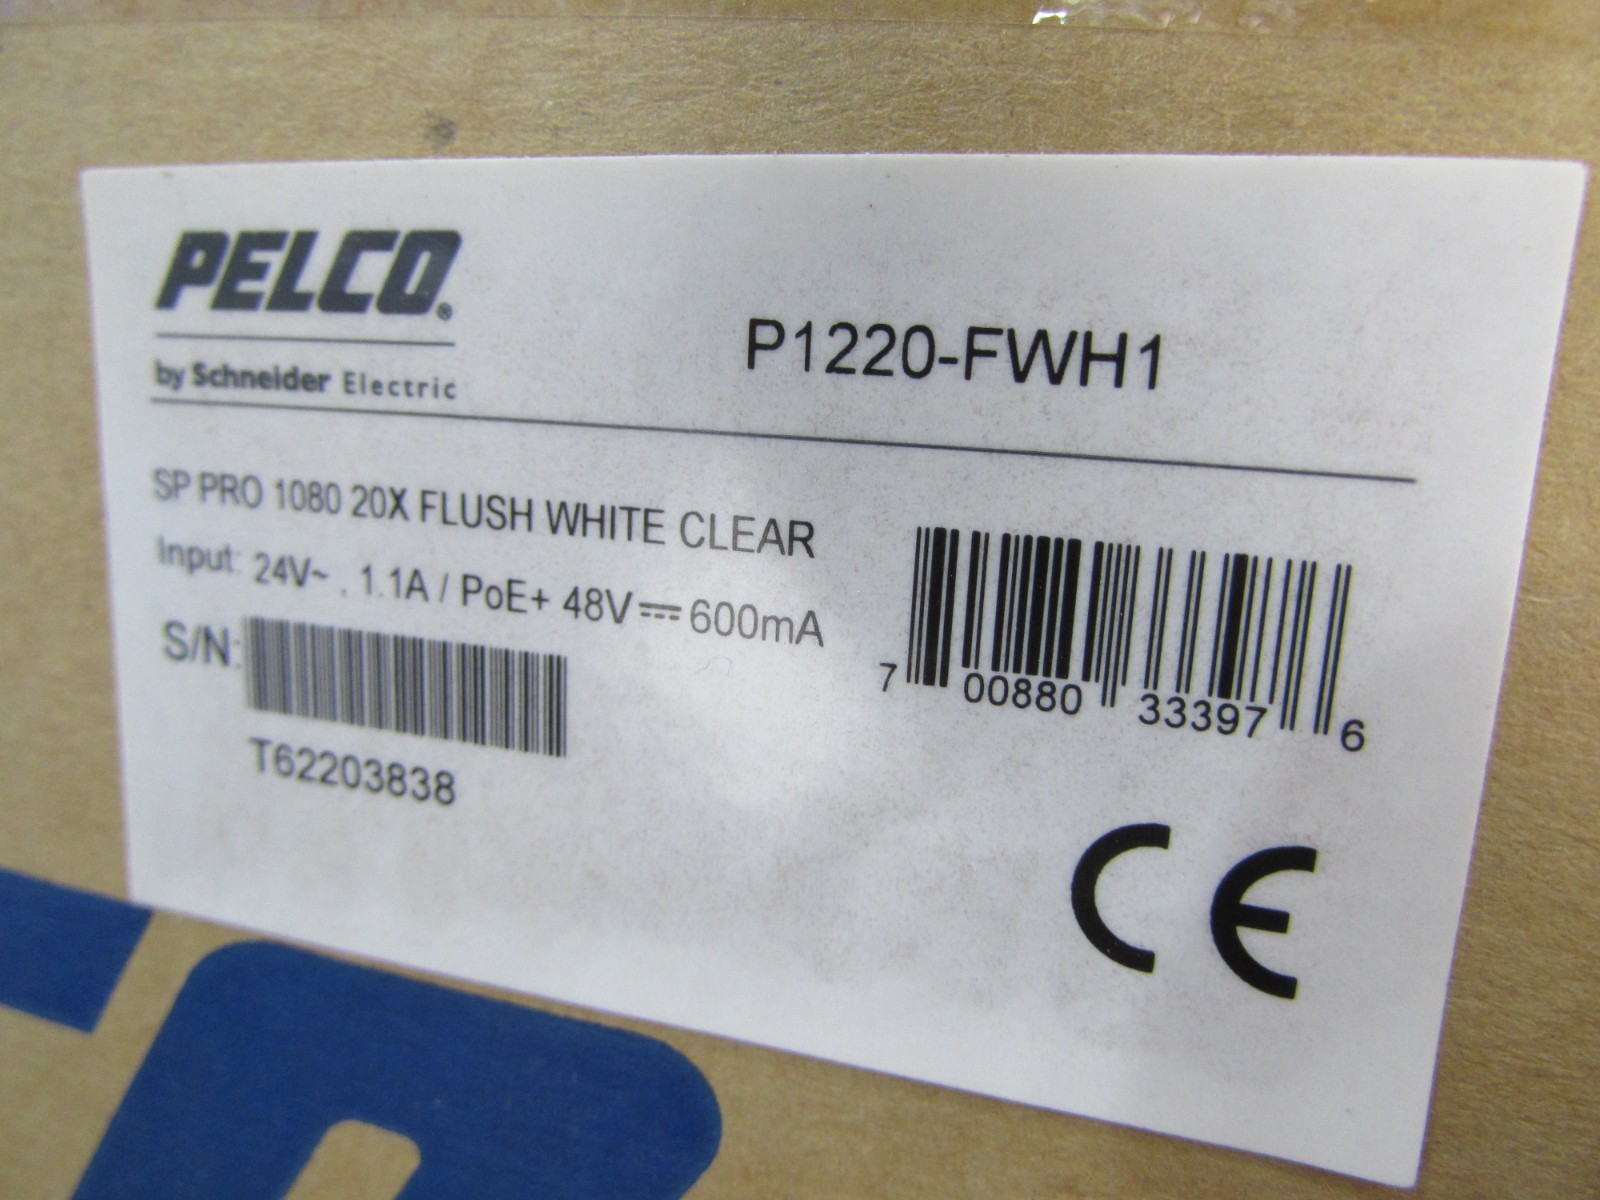 PELCO®
by Schneider Electric
P1220-FWH1
SP PRO 1080 20X FLUSH WHITE CLEAR
Input: 24V~ , 1.1A / PoE+ 48V⎓600mA
S/N:
T62203838
7 00880 33397 6
CE